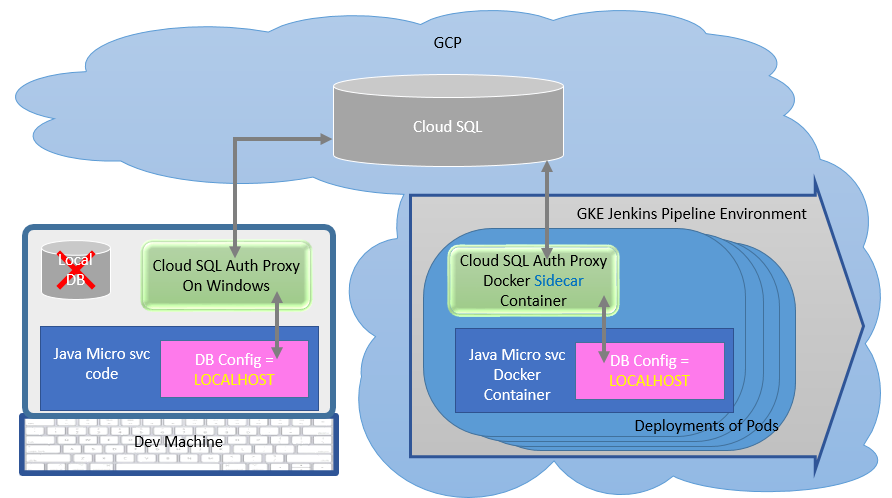 GCP
Cloud SQL
GKE Jenkins Pipeline Environment
Local
DB
Cloud SQL Auth Proxy
On Windows
Java Micro svc
code
DB Config =
LOCALHOST
Dev Machine
Cloud SQL Auth Proxy
Docker Sidecar
Container
Java Micro svc
Docker
Container
DB Config =
LOCALHOST
Deployments of Pods